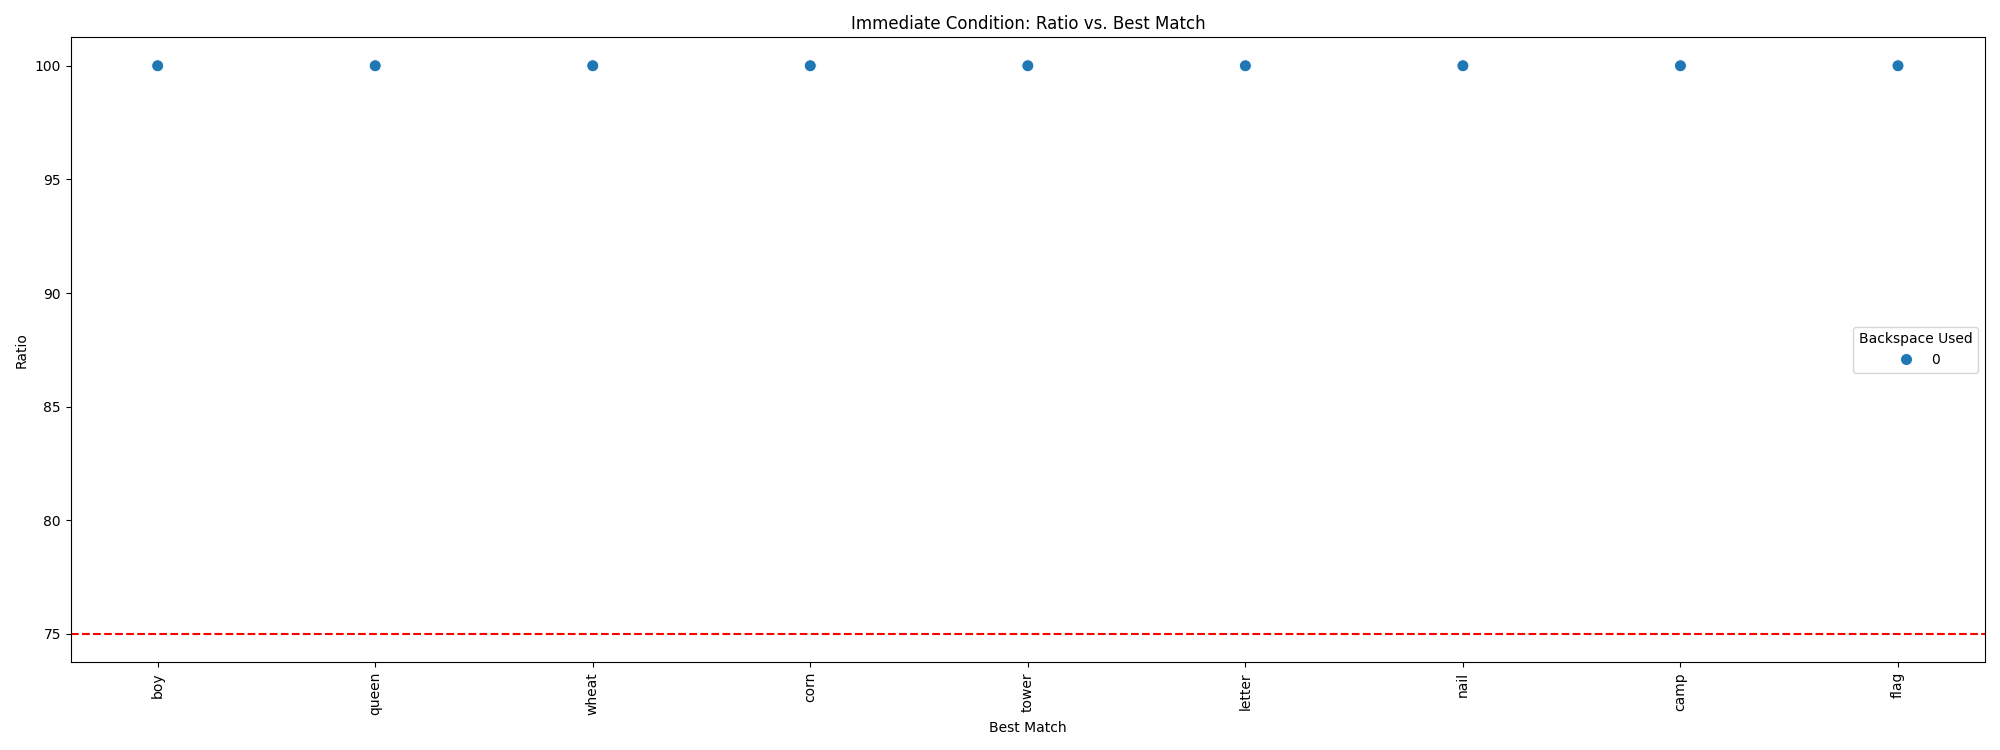 Immediate Condition: Ratio vs. Best Match
100
95
90
85
80
75
Ratio
Backspace Used
0
boy
queen
wheat
corn
tower
letter
nail
camp
flag
Best Match